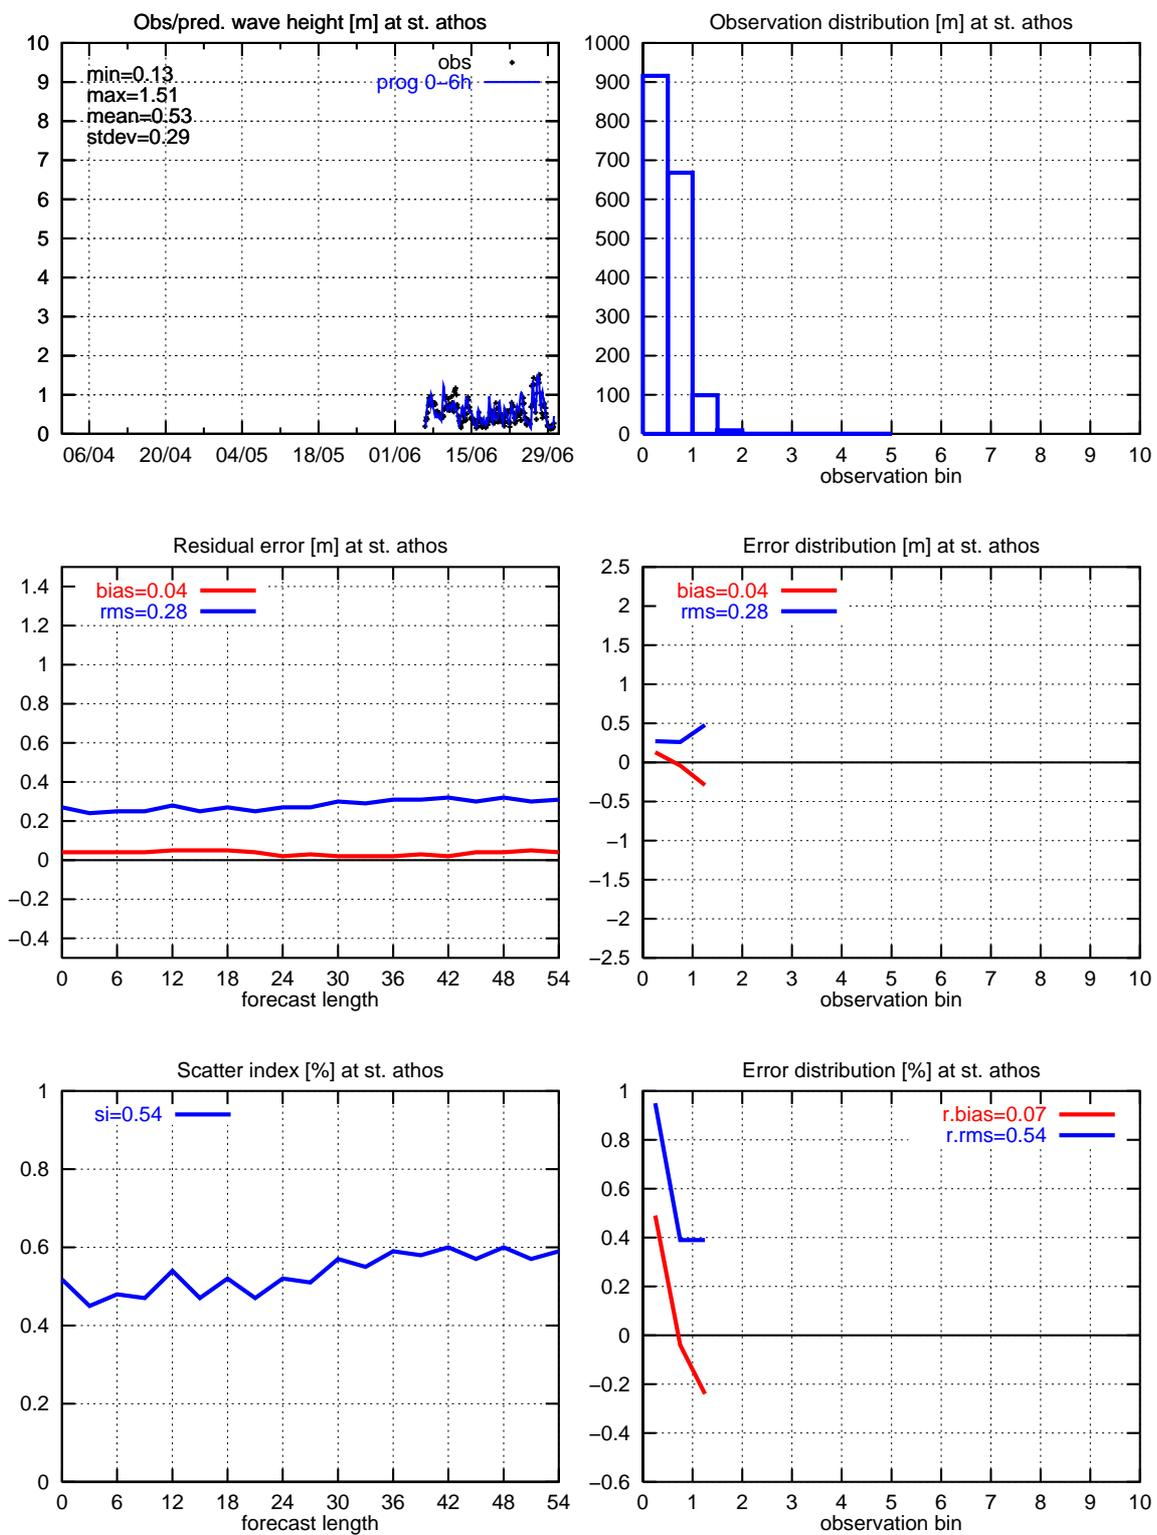 Obs/pred. wave height [m] at st. athos
10
9
8
7
6
5
4
3
2
1
0
min=0.13
max=1.51
mean=0.53
stdev=0.29
obs
prog 0−6h
06/04 20/04 04/05 18/05 01/06 15/06 29/06
Observation distribution [m] at st. athos
1000
900
800
700
600
500
400
300
200
100
0
0 1 2 3 4 5 6 7 8 9 10
observation bin
Residual error [m] at st. athos
bias=0.04
rms=0.28
1.4
1.2
1
0.8
0.6
0.4
0.2
0
−0.2
−0.4
0 6 12 18 24 30 36 42 48 54
forecast length
Error distribution [m] at st. athos
bias=0.04
rms=0.28
2.5
2
1.5
1
0.5
0
−0.5
−1
−1.5
−2
−2.5
0 1 2 3 4 5 6 7 8 9 10
observation bin
Scatter index [%] at st. athos
si=0.54
1
0.8
0.6
0.4
0.2
0
0 6 12 18 24 30 36 42 48 54
forecast length
Error distribution [%] at st. athos
r.bias=0.07
r.rms=0.54
1
0.8
0.6
0.4
0.2
0
−0.2
−0.4
−0.6
0 1 2 3 4 5 6 7 8 9 10
observation bin